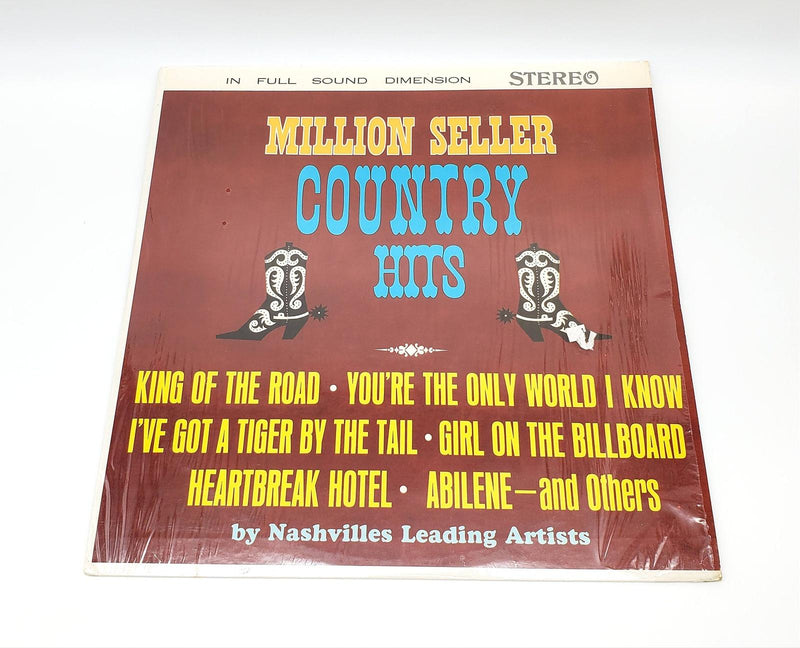 IN FULL SOUND DIMENSION STEREO
MILLION SELLER
COUNTRY
HITS
KING OF THE ROAD • YOU'RE THE ONLY WORLD I KNOW
I'VE GOT A TIGER BY THE TAIL • GIRL ON THE BILLBOARD
HEARTBREAK HOTEL • ABILENE—and Others
by Nashvilles Leading Artists